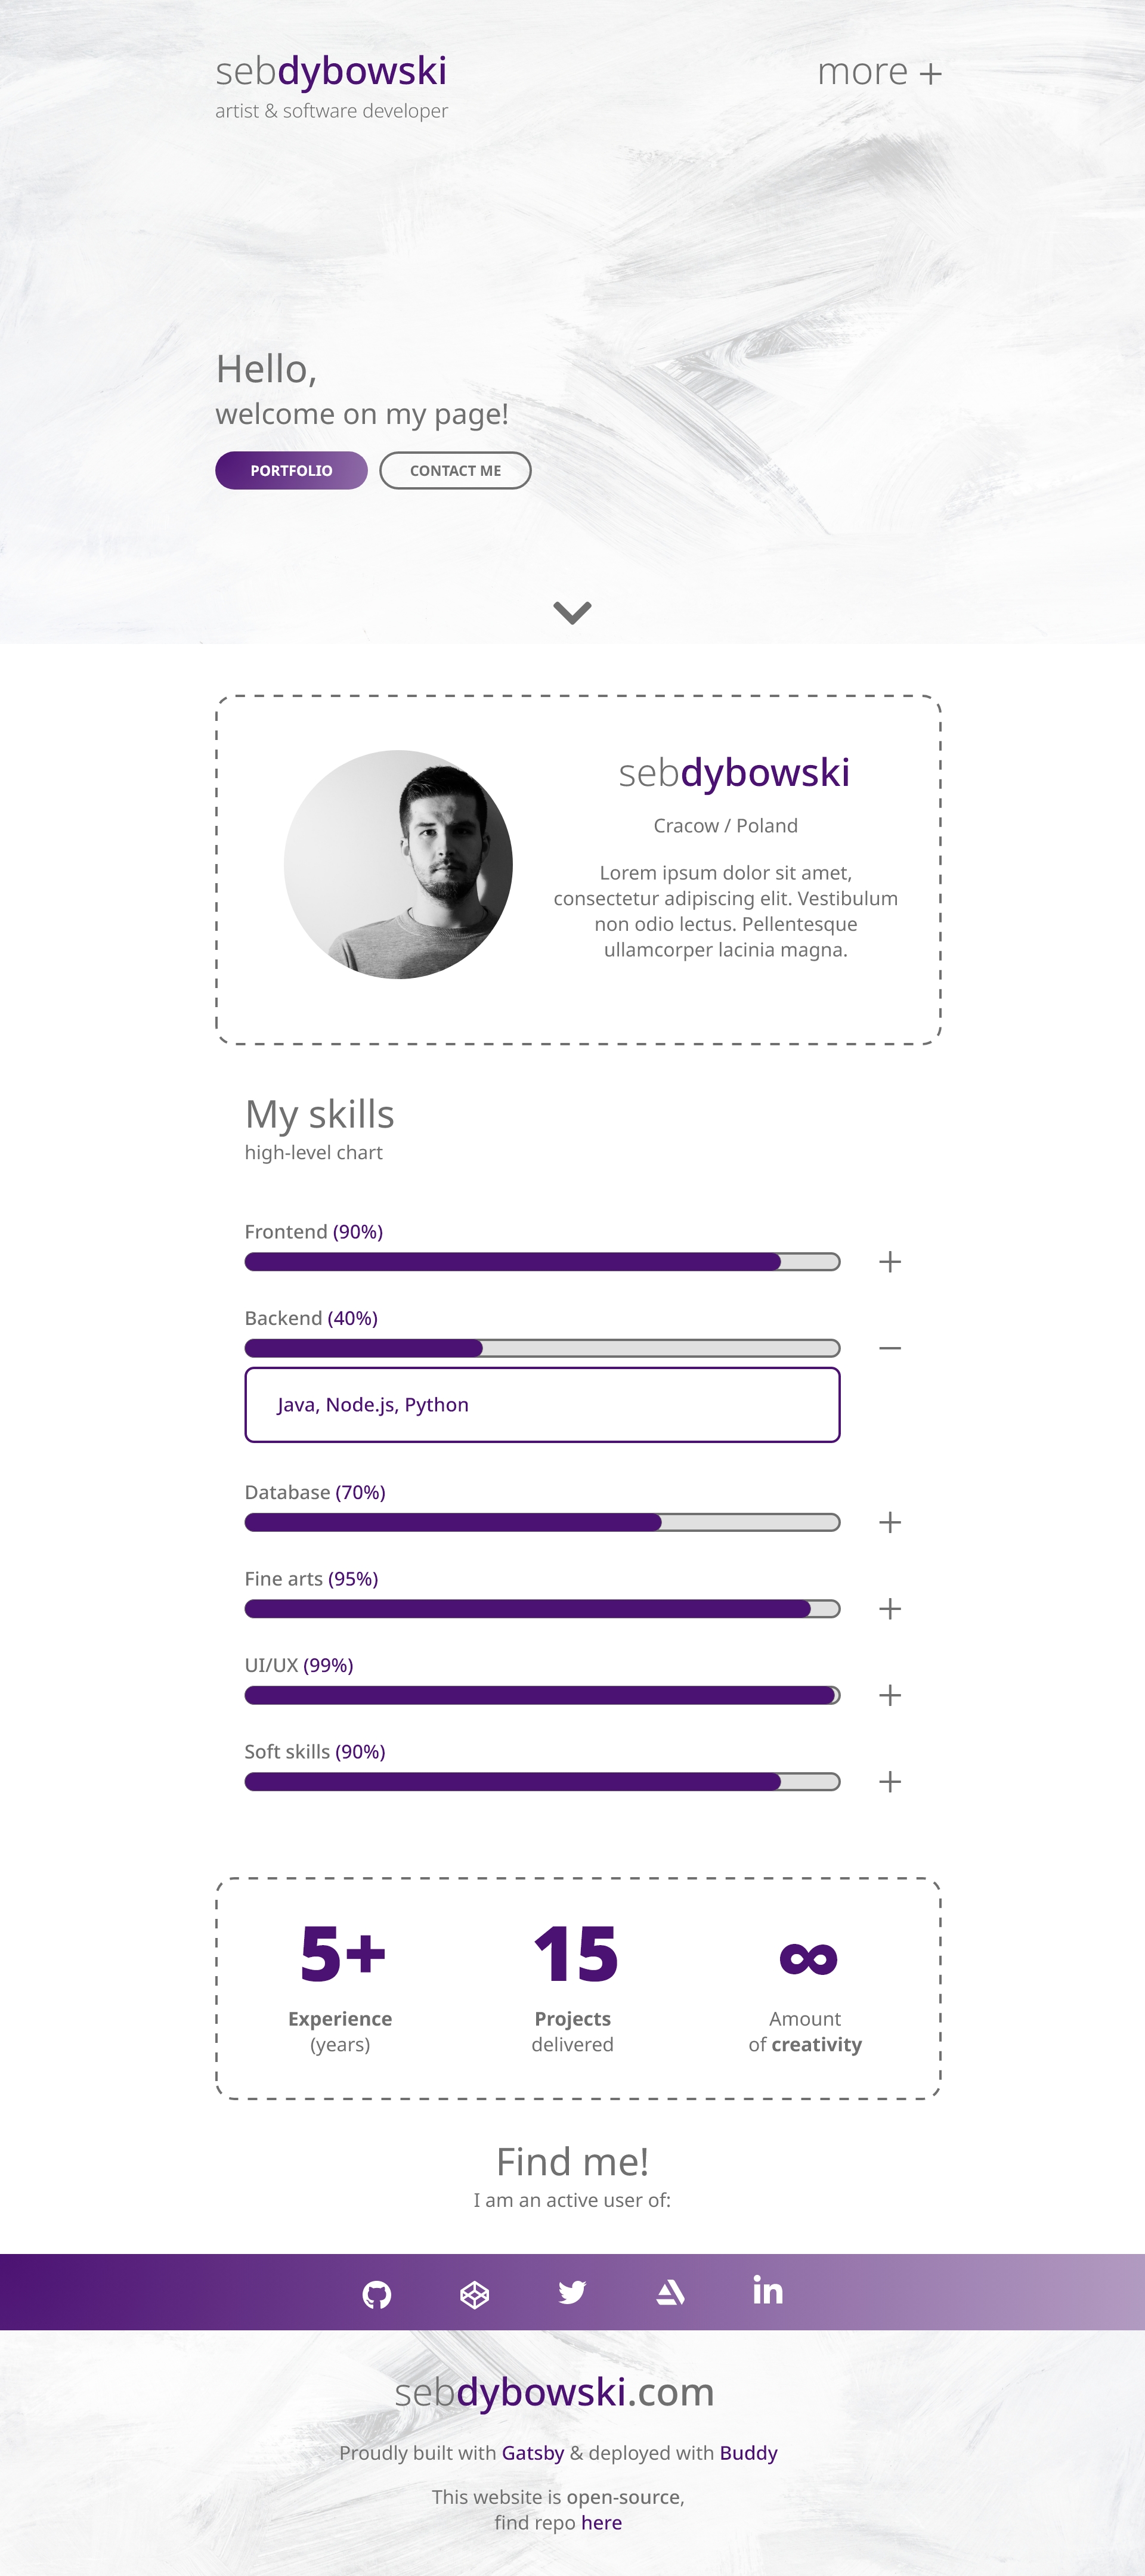 sebdybowski
more +
artist & software developer
Hello,
welcome on my page!
PORTFOLIO
CONTACT ME
sebdybowski
Cracow / Poland
Lorem ipsum dolor sit amet,
consectetur adipiscing elit. Vestibulum
non odio lectus. Pellentesque
ullamcorper lacinia magna.
My skills
high-level chart
Frontend (90%)
Backend (40%)
Java, Node.js, Python
Database (70%)
Fine arts (95%)
UI/UX (99%)
Soft skills (90%)
5+
Experience
(years)
15
Projects
delivered
∞
Amount
of creativity
Find me!
I am an active user of:
in
sebdybowski.com
Proudly built with Gatsby & deployed with Buddy
This website is open-source,
find repo here